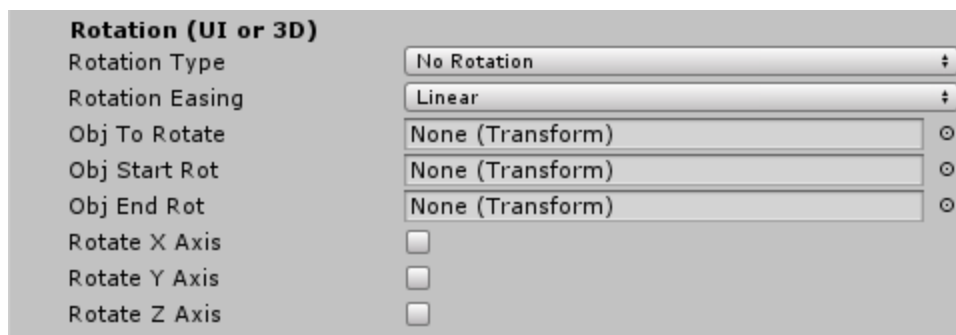 Rotation (UI or 3D)
Rotation Type No Rotation
Rotation Easing Linear
Obj To Rotate None (Transform)
Obj Start Rot None (Transform)
Obj End Rot None (Transform)
Rotate X Axis
Rotate Y Axis
Rotate Z Axis